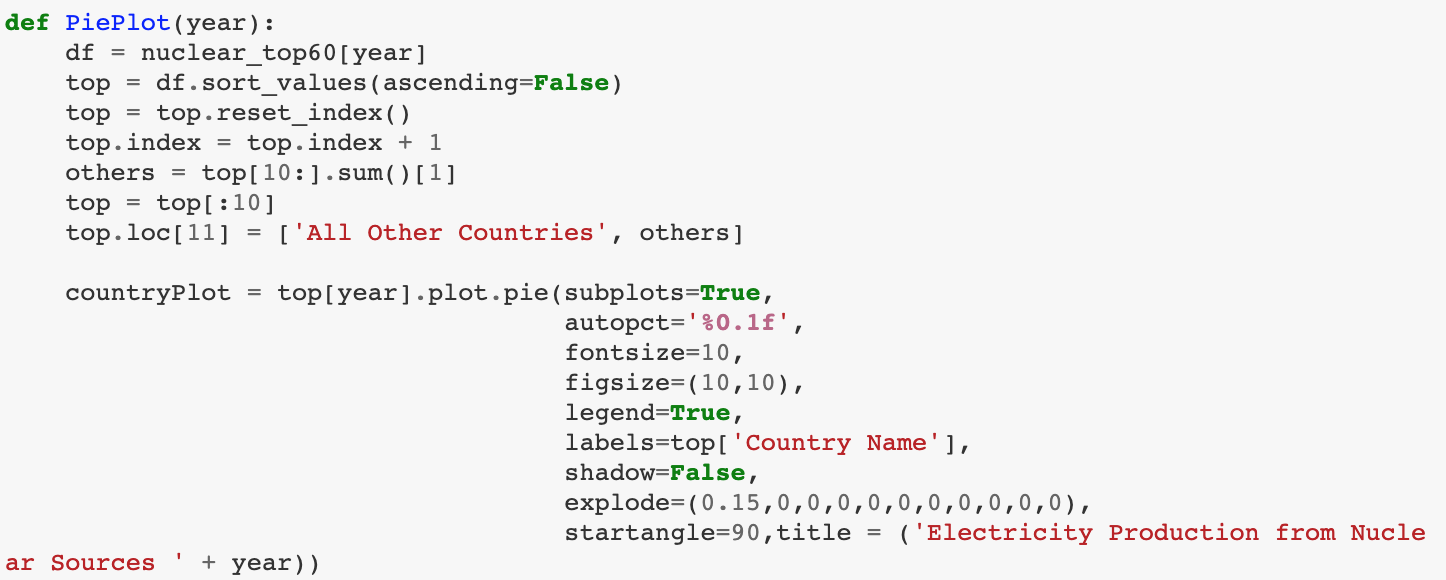 def PiePlot(year):
    df = nuclear_top60[year]
    top = df.sort_values(ascending=False)
    top = top.reset_index()
    top.index = top.index + 1
    others = top[10:].sum()[1]
    top = top[:10]
    top.loc[11] = ['All Other Countries', others]

    countryPlot = top[year].plot.pie(subplots=True,
                                     autopct='%0.1f',
                                     fontsize=10,
                                     figsize=(10,10),
                                     legend=True,
                                     labels=top['Country Name'],
                                     shadow=False,
                                     explode=(0.15,0,0,0,0,0,0,0,0,0,0),
                                     startangle=90,title = ('Electricity Production from Nucle
ar Sources ' + year))